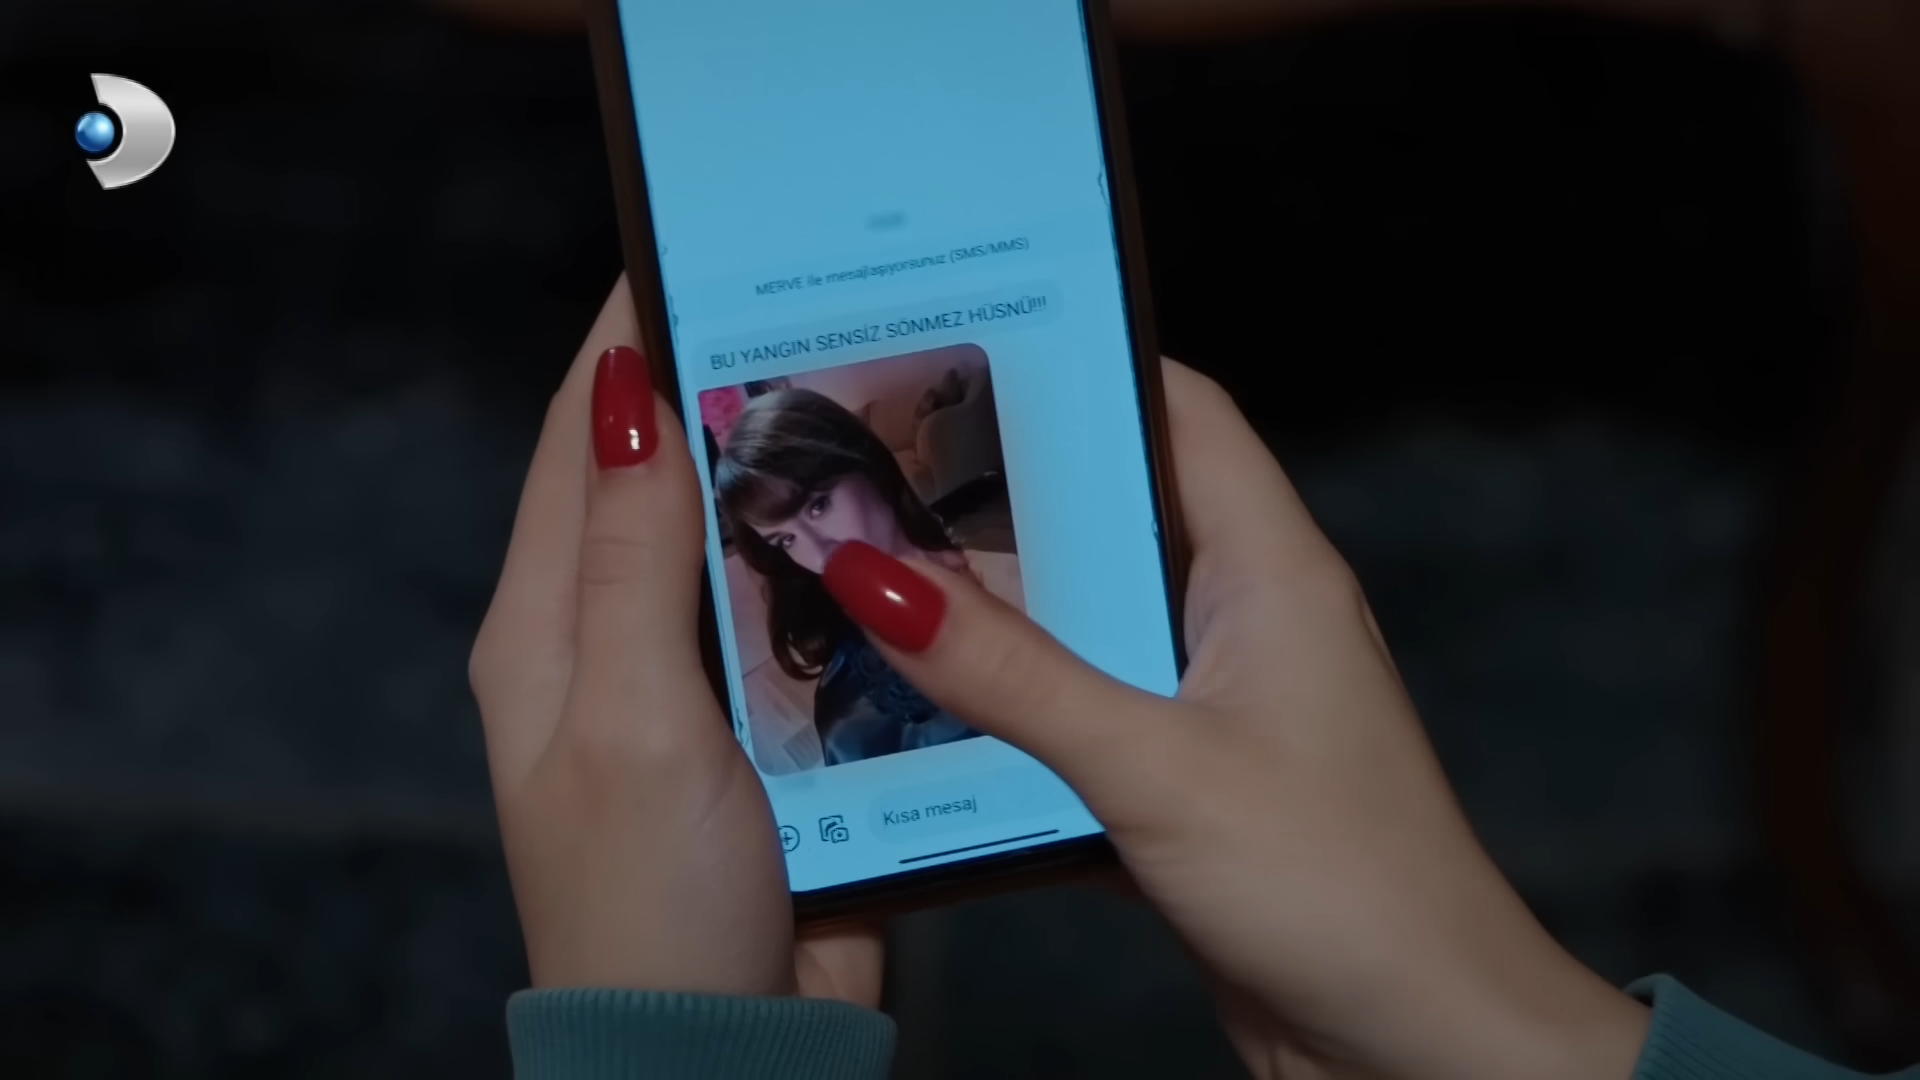 MERVE ile mesajlaşıyorsunuz (SMS/MMS)
BU YANGIN SENSİZ SÖNMEZ HÜSNÜ!!!
Kısa mesaj